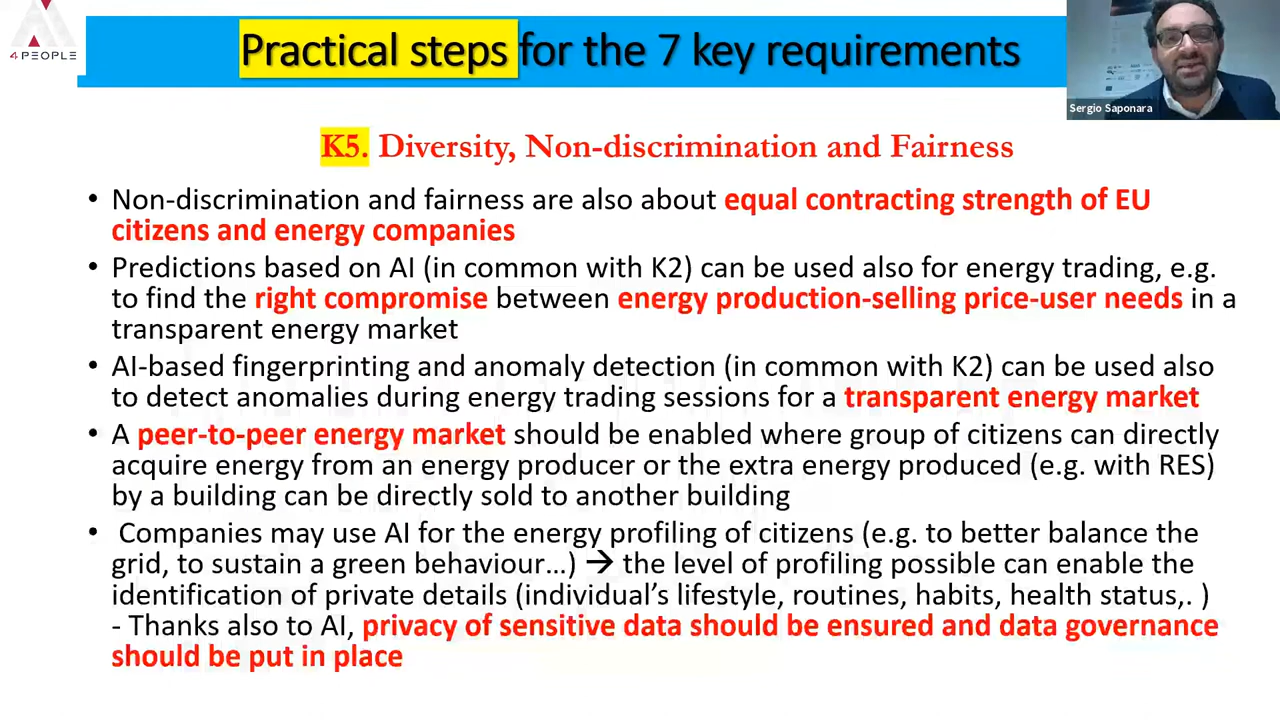 4PEOPLE
Practical steps for the 7 key requirements
Sergio Saponara
K5. Diversity, Non-discrimination and Fairness
• Non-discrimination and fairness are also about equal contracting strength of EU
citizens and energy companies
• Predictions based on AI (in common with K2) can be used also for energy trading, e.g.
to find the right compromise between energy production-selling price-user needs in a
transparent energy market
• AI-based fingerprinting and anomaly detection (in common with K2) can be used also
to detect anomalies during energy trading sessions for a transparent energy market
• A peer-to-peer energy market should be enabled where group of citizens can directly
acquire energy from an energy producer or the extra energy produced (e.g. with RES)
by a building can be directly sold to another building
• Companies may use AI for the energy profiling of citizens (e.g. to better balance the
grid, to sustain a green behaviour...) → the level of profiling possible can enable the
identification of private details (individual's lifestyle, routines, habits, health status,. )
- Thanks also to AI, privacy of sensitive data should be ensured and data governance
should be put in place